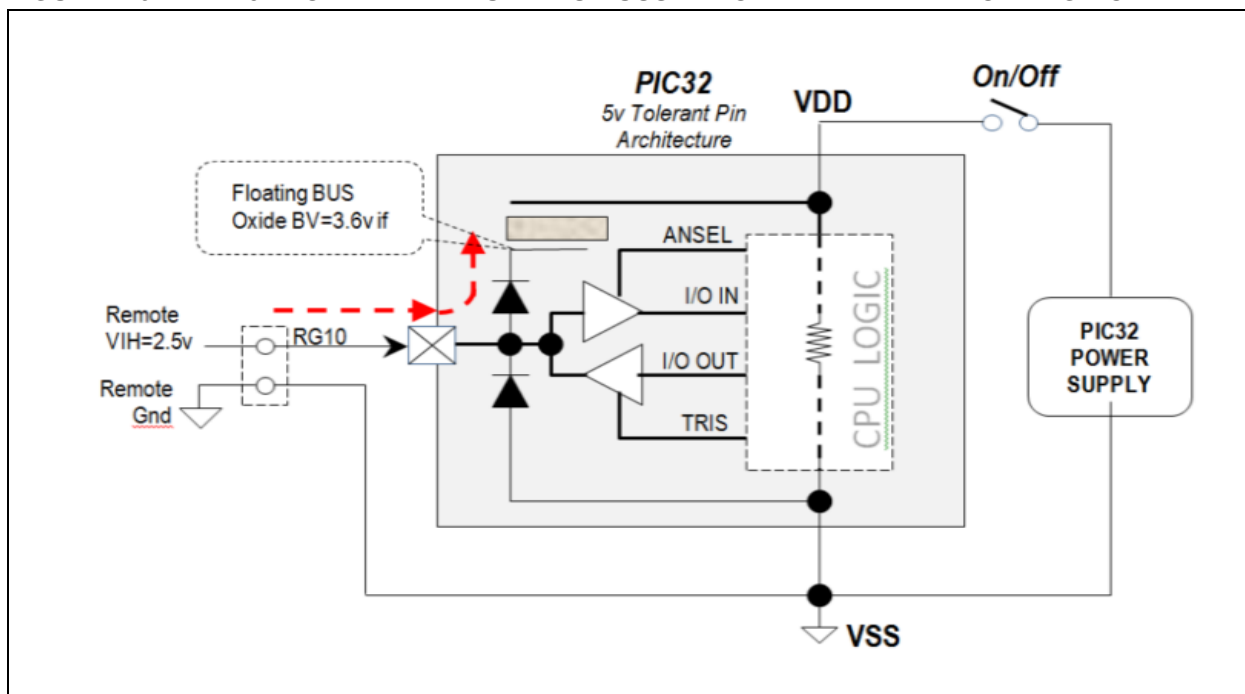 PIC32
5v Tolerant Pin
Architecture
VDD
On/Off
Floating BUS
Oxide BV=3.6v if
ANSEL
I/O IN
Remote
VIH=2.5v
RG10
I/O OUT
Remote
Gnd
TRIS
CPU LOGIC
PIC32
POWER
SUPPLY
VSS